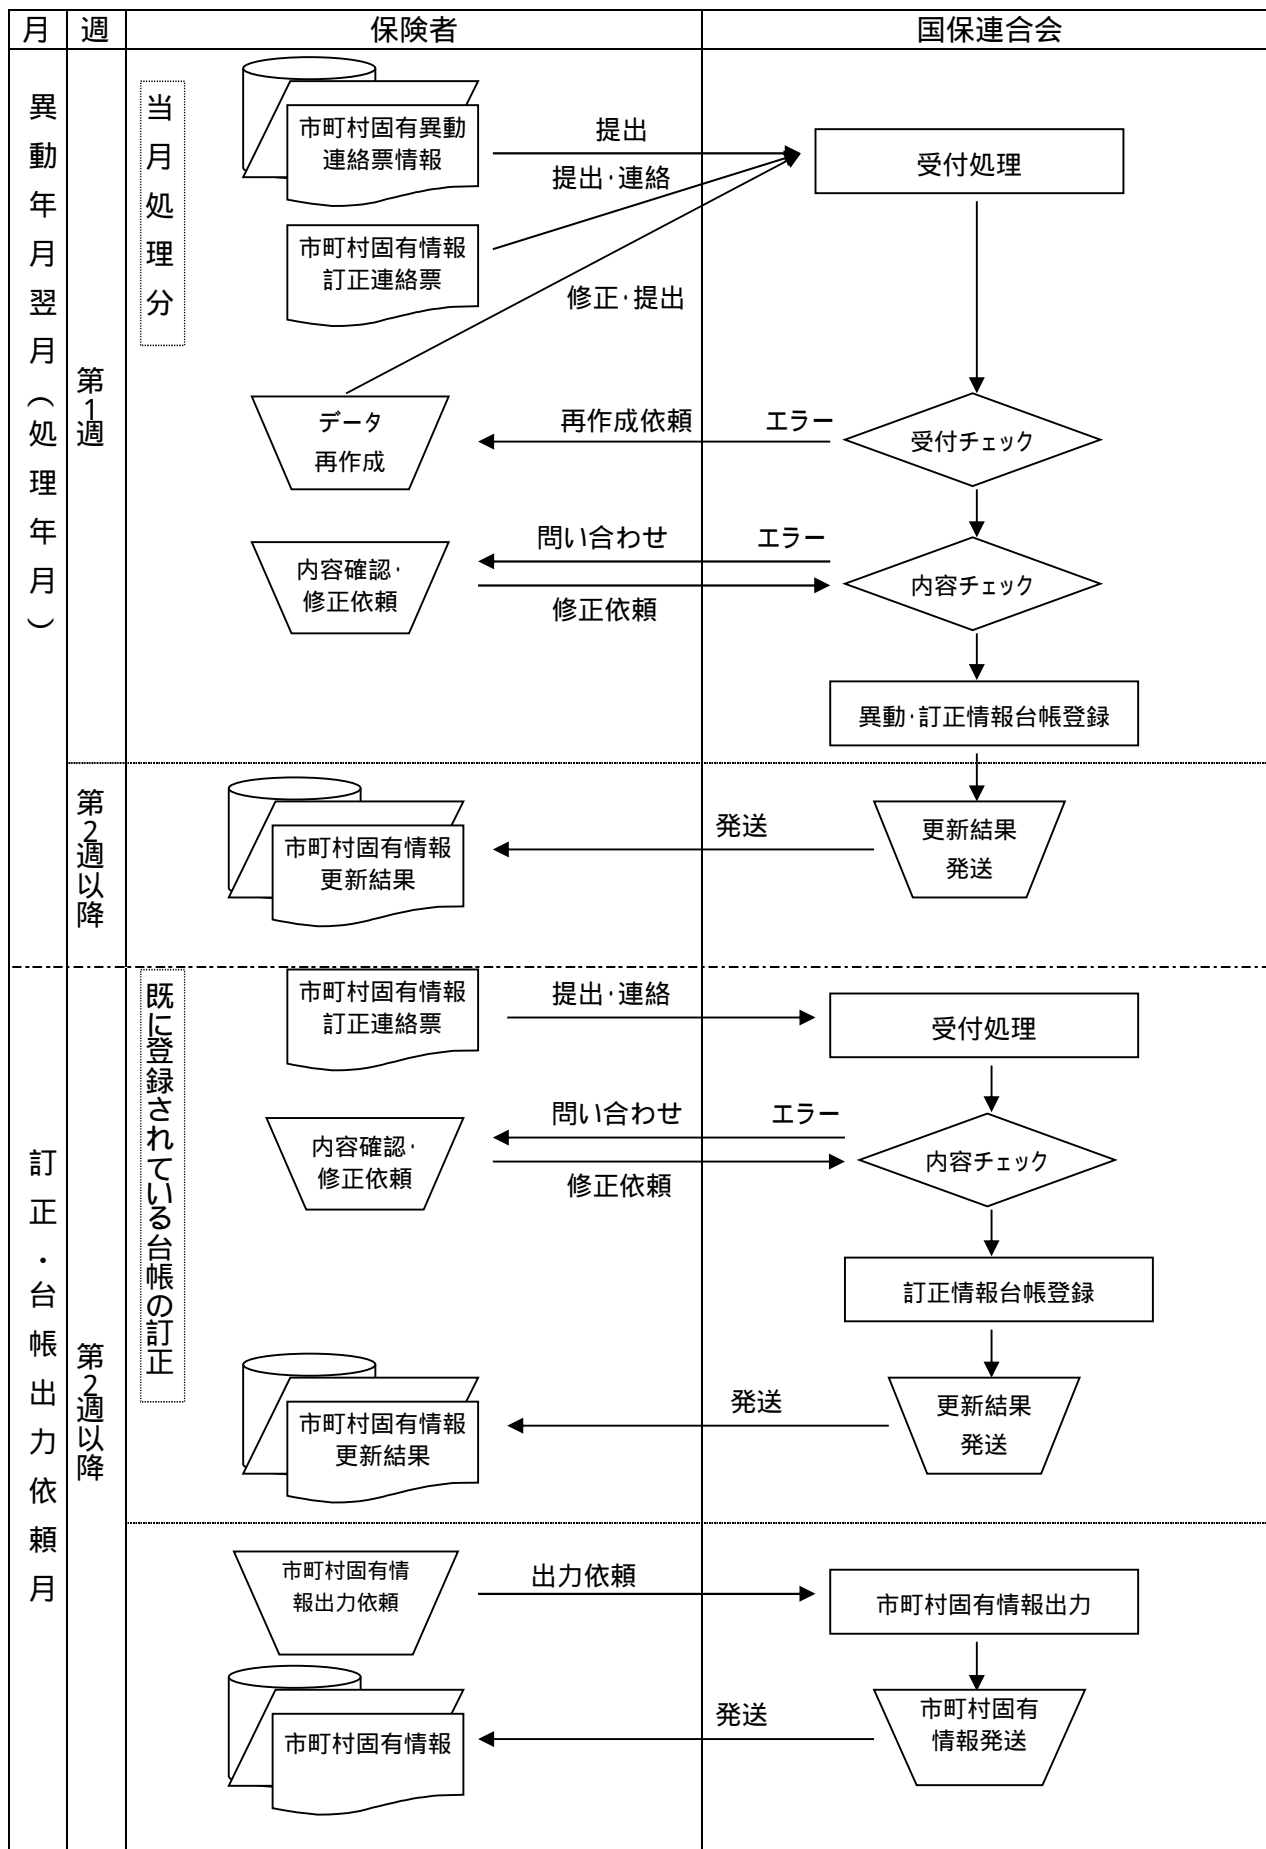 月
週
保険者
国保連合会
異動年月翌月（処理年月）
第1週
当月処理分
市町村固有異動
連絡票情報
提出
受付処理
提出･連絡
市町村固有情報
訂正連絡票
修正･提出
データ
再作成
再作成依頼
エラー
受付チェック
内容確認･
修正依頼
問い合わせ
エラー
修正依頼
内容チェック
異動･訂正情報台帳登録
第2週以降
市町村固有情報
更新結果
発送
更新結果
発送
訂正・台帳出力依頼月
第2週以降
既に登録されている台帳の訂正
市町村固有情報
訂正連絡票
提出･連絡
受付処理
内容確認･
修正依頼
問い合わせ
エラー
修正依頼
内容チェック
訂正情報台帳登録
市町村固有情報
更新結果
発送
更新結果
発送
市町村固有情
報出力依頼
出力依頼
市町村固有情報出力
市町村固有情報
発送
市町村固有
情報発送